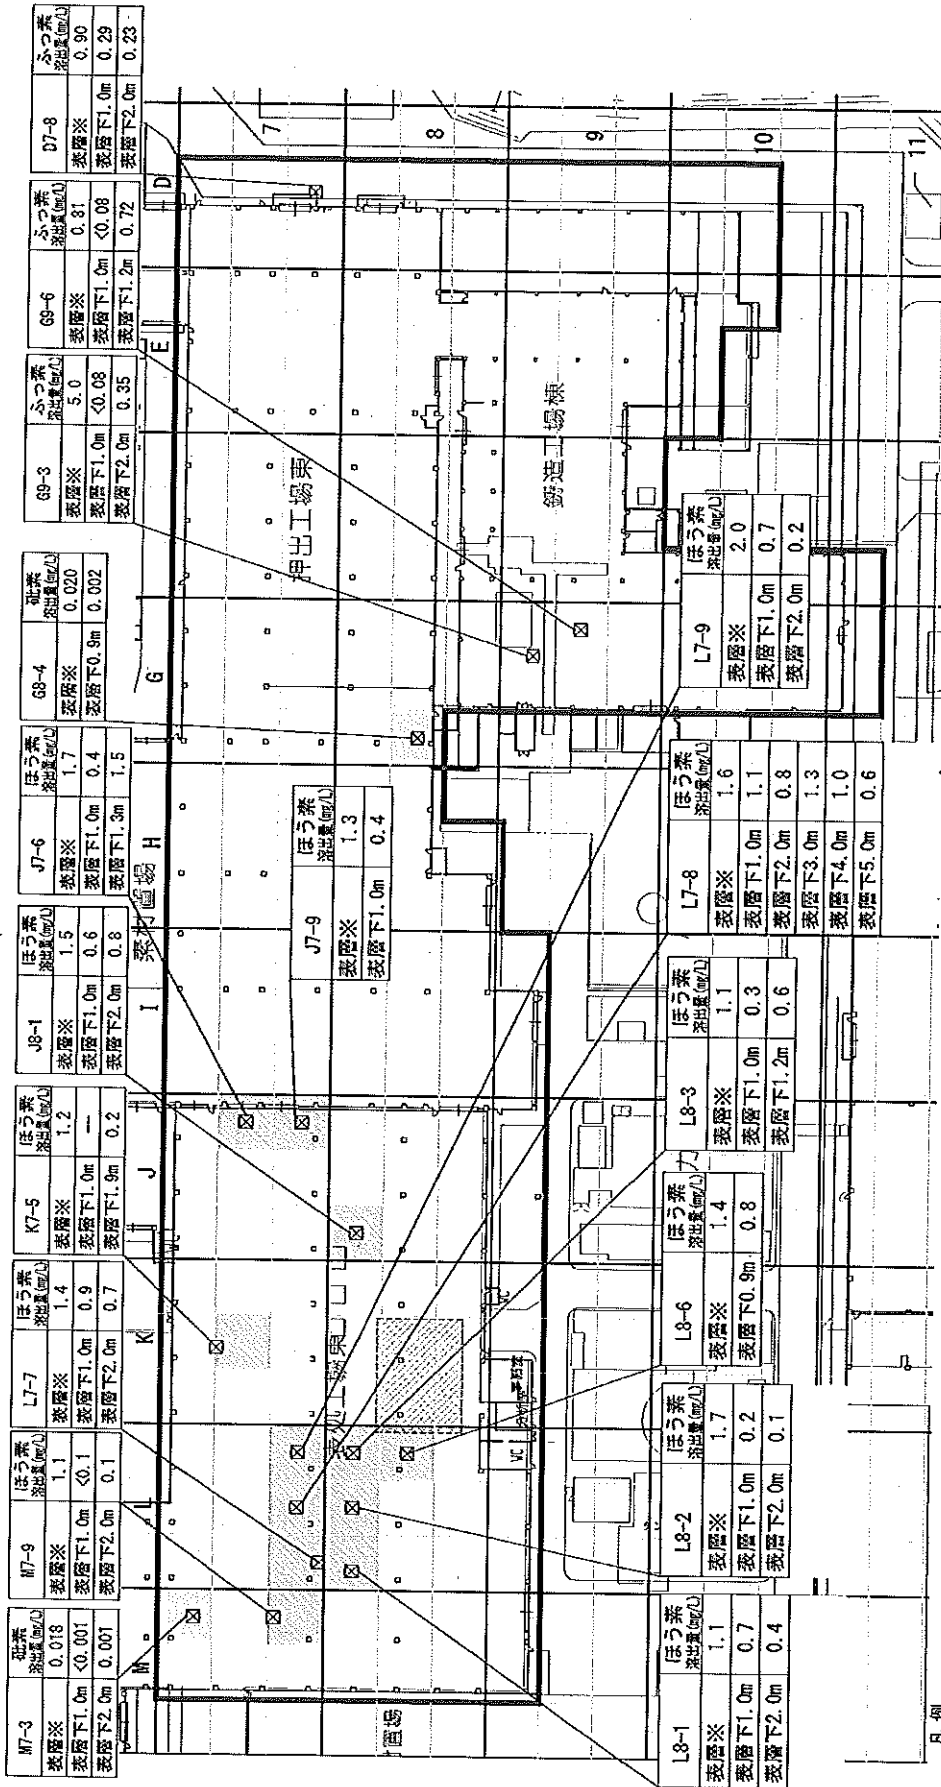 M7-3 砒素 溶出量(mg/L)
表層※ 0.018
表層下1.0m <0.001
表層下2.0m 0.001
M7-9 ほう素 溶出量(mg/L)
表層※ 1.1
表層下1.0m <0.1
表層下2.0m 0.1
L7-7 ほう素 溶出量(mg/L)
表層※ 1.4
表層下1.0m 0.9
表層下2.0m 0.7
K7-5 ほう素 溶出量(mg/L)
表層※ 1.2
表層下1.0m —
表層下1.9m 0.2
J8-1 ほう素 溶出量(mg/L)
表層※ 1.5
表層下1.0m 0.6
表層下2.0m 0.8
J7-6 ほう素 溶出量(mg/L)
表層※ 1.7
表層下1.0m 0.4
表層下1.3m 1.5
G8-4 砒素 溶出量(mg/L)
表層※ 0.020
表層下0.9m 0.002
G9-3 ふっ素 溶出量(mg/L)
表層※ 5.0
表層下1.0m <0.08
表層下2.0m 0.35
G9-6 ふっ素 溶出量(mg/L)
表層※ 0.81
表層下1.0m <0.08
表層下1.2m 0.72
D7-8 ふっ素 溶出量(mg/L)
表層※ 0.90
表層下1.0m 0.29
表層下2.0m 0.23
M L K J I H G E D
7
8
9
10
11
置場
押出工場東
鋳造工場棟
J7-9 ほう素 溶出量(mg/L)
表層※ 1.3
表層下1.0m 0.4
WC
WC
L7-9 ほう素 溶出量(mg/L)
表層※ 2.0
表層下1.0m 0.7
表層下2.0m 0.2
L8-1 ほう素 溶出量(mg/L)
表層※ 1.1
表層下1.0m 0.7
表層下2.0m 0.4
L8-2 ほう素 溶出量(mg/L)
表層※ 1.7
表層下1.0m 0.2
表層下2.0m 0.1
L8-6 ほう素 溶出量(mg/L)
表層※ 1.4
表層下0.9m 0.8
L8-3 ほう素 溶出量(mg/L)
表層※ 1.1
表層下1.0m 0.3
表層下1.2m 0.6
L7-8 ほう素 溶出量(mg/L)
表層※ 1.6
表層下1.0m 1.1
表層下2.0m 0.8
表層下3.0m 1.3
表層下4.0m 1.0
表層下5.0m 0.6
凡例